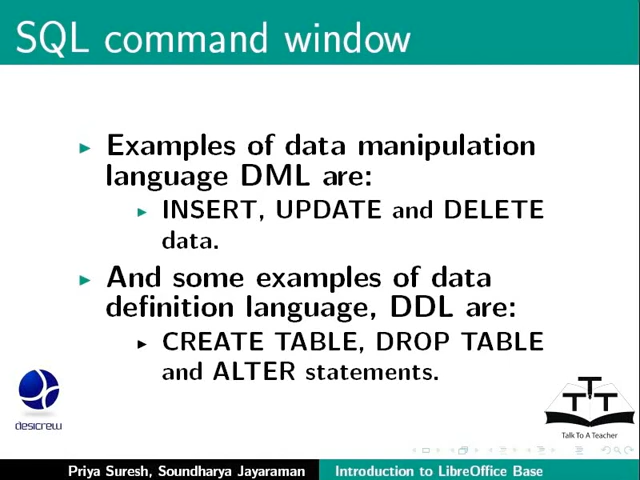 SQL command window
Examples of data manipulation
language DML are:
INSERT, UPDATE and DELETE
data.
And some examples of data
definition language, DDL are:
CREATE TABLE, DROP TABLE
and ALTER statements.
desicrew
TTT
Talk To A Teacher
Priya Suresh, Soundharya Jayaraman
Introduction to LibreOffice Base